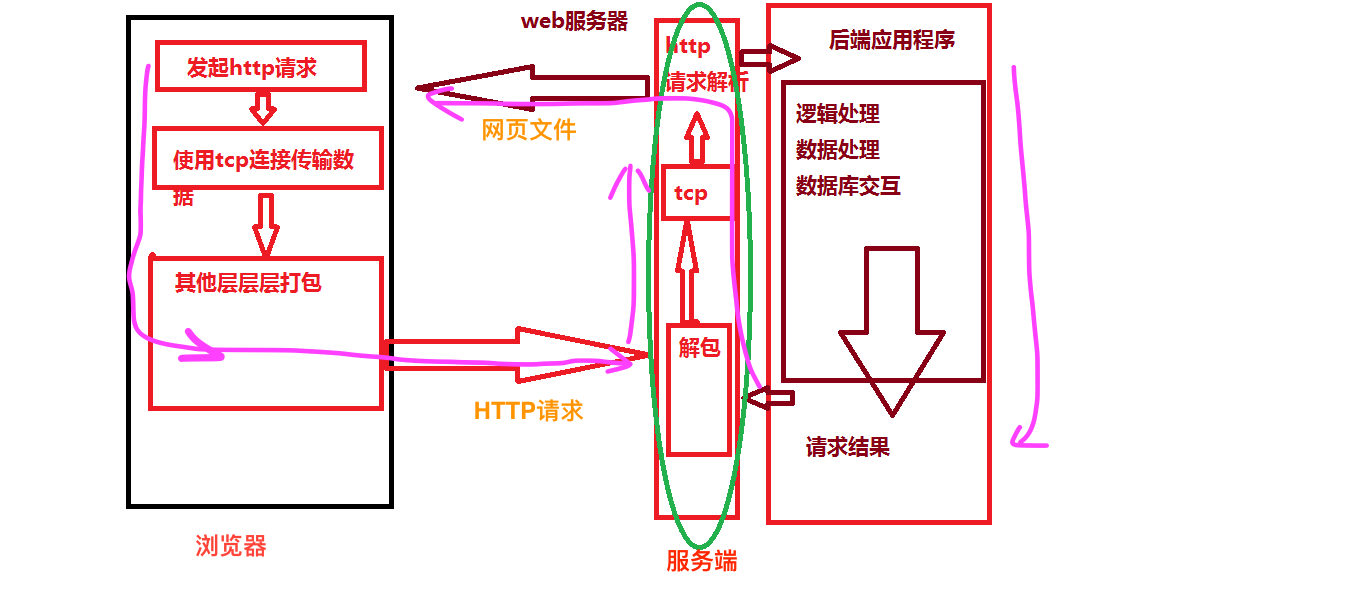 web服务器
发起http请求
使用tcp连接传输数
据
其他层层层打包
浏览器
网页文件
HTTP请求
http
请求解析
tcp
解包
服务端
后端应用程序
逻辑处理
数据处理
数据库交互
请求结果